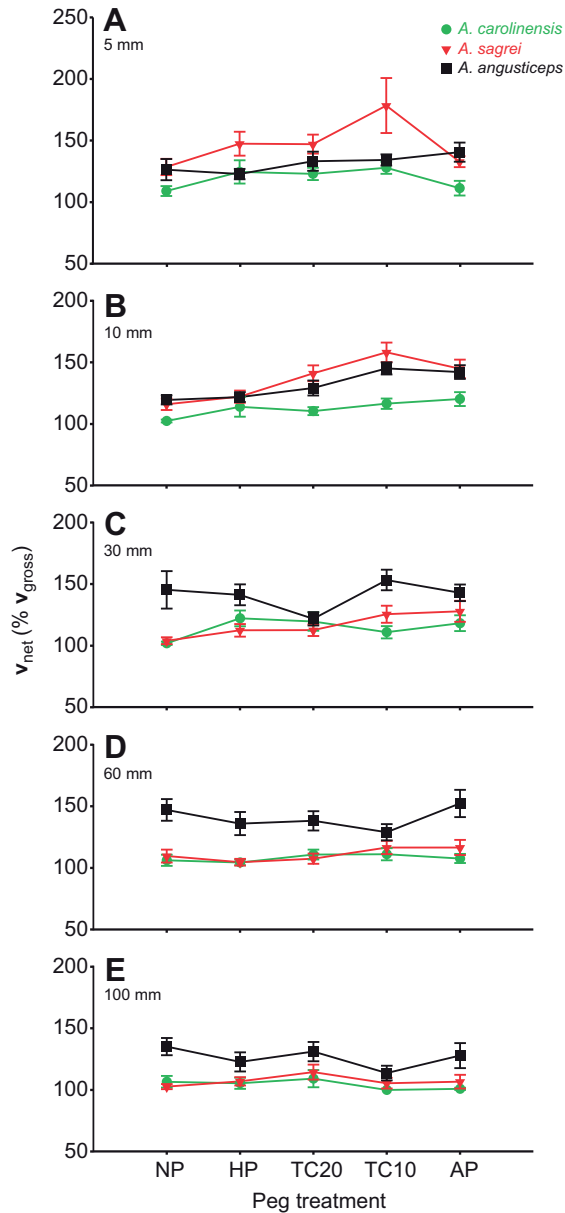 A
5 mm
A. carolinensis
A. sagrei
A. angusticeps
250
200
150
100
50
B
10 mm
200
150
100
50
C
30 mm
200
150
100
50
D
60 mm
200
150
100
50
E
100 mm
200
150
100
50
vnet (% vgross)
NP HP TC20 TC10 AP
Peg treatment